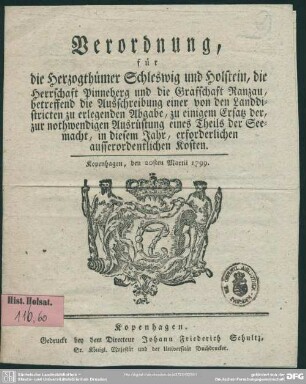 Verordnung,
für
die Herzogthümer Schleswig und Holstein, die
Herrschaft Pinneberg und die Grafschaft Ranzau,
betreffend die Ausschreibung einer von den Landdi-
stricten zu erlegenden Abgabe, zu einigem Ersatz der,
zur nothwendigen Ausrüstung eines Theils der See-
macht, in diesem Jahr, erforderlichen
ausserordentlichen Kosten.
Kopenhagen, den 20sten Martii 1799.
Hist. Holsat.
116,60
Kopenhagen.
Gedruckt bey dem Directeur Johann Friederich Schultz,
Sr. Königl. Majestät und der Universität Buchdrucker.